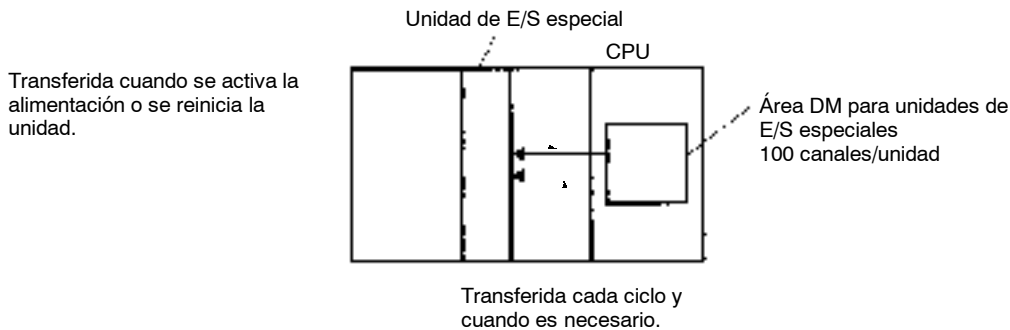 Unidad de E/S especial
CPU
Transferida cuando se activa la
alimentación o se reinicia la
unidad.
Área DM para unidades de
E/S especiales
100 canales/unidad
Transferida cada ciclo y
cuando es necesario.